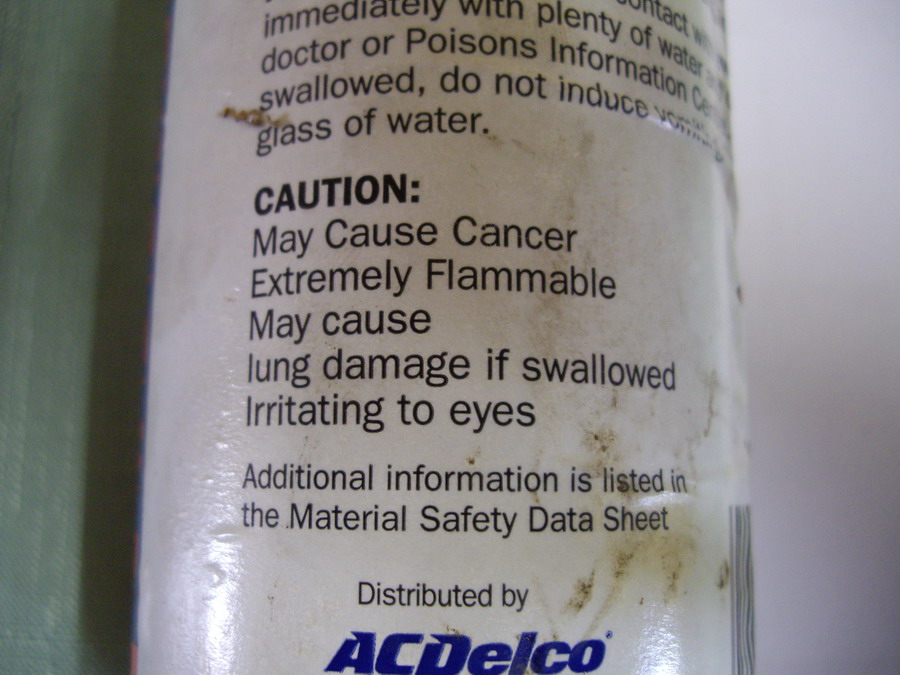 contact
immediately with plenty of water
doctor or Poisons Information
swallowed, do not induce vomiting
glass of water.
CAUTION:
May Cause Cancer
Extremely Flammable
May cause
lung damage if swallowed
Irritating to eyes
Additional information is listed in
the Material Safety Data Sheet
Distributed by
ACDelco®